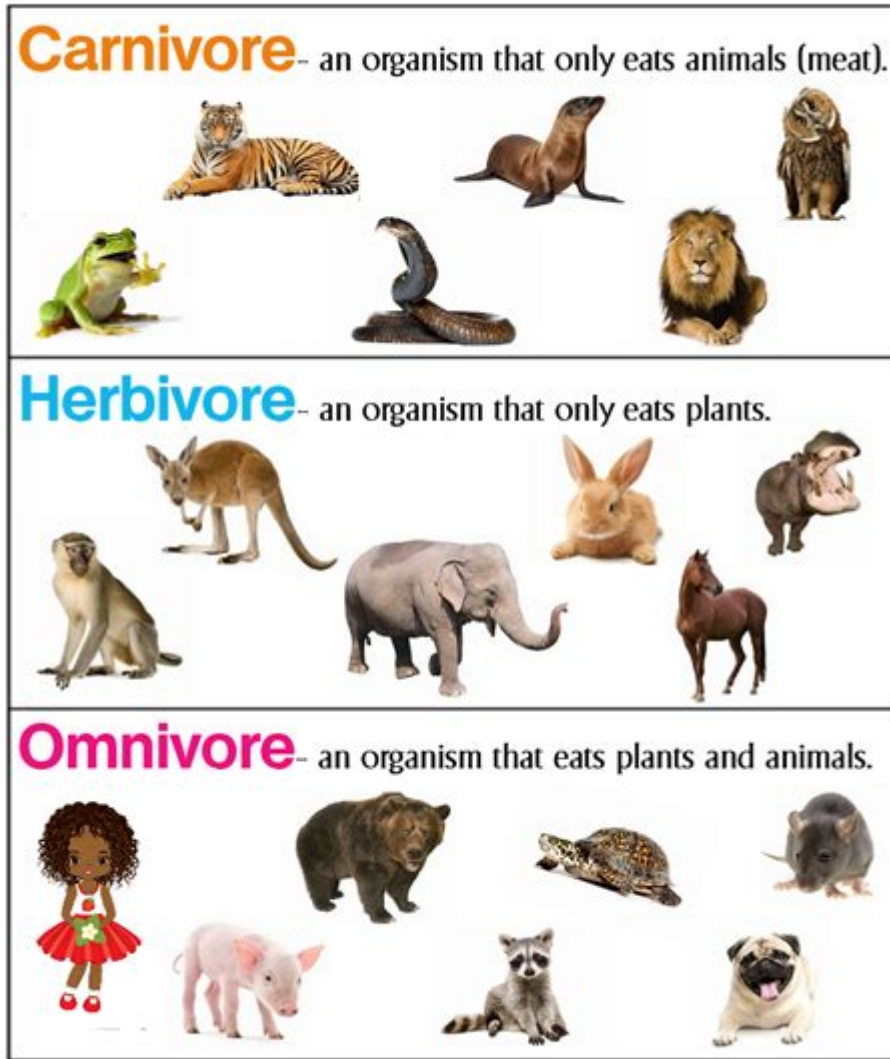 Carnivore- an organism that only eats animals (meat).
Herbivore- an organism that only eats plants.
Omnivore- an organism that eats plants and animals.